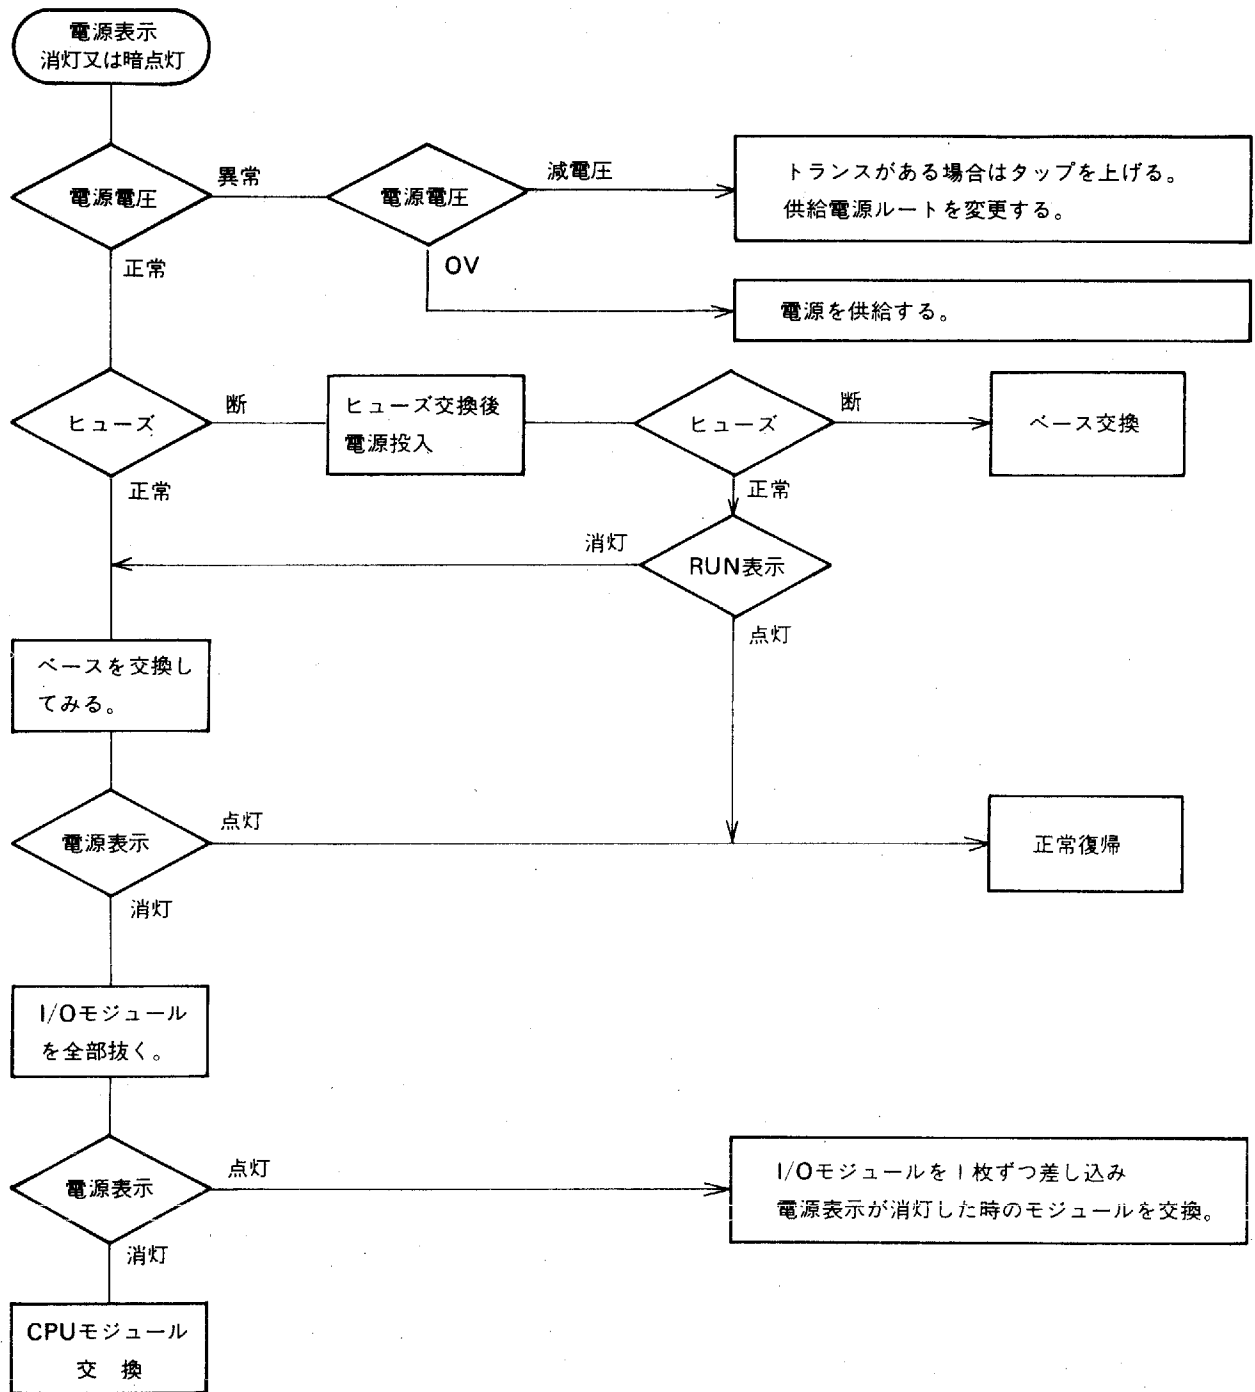 電源表示
消灯又は暗点灯
電源電圧
異常
電源電圧
減電圧
トランスがある場合はタップを上げる。
供給電源ルートを変更する。
正常
OV
電源を供給する。
ヒューズ
断
ヒューズ交換後
電源投入
ヒューズ
断
ベース交換
正常
正常
消灯
RUN表示
点灯
ベースを交換し
てみる。
電源表示
点灯
正常復帰
消灯
I/Oモジュール
を全部抜く。
電源表示
点灯
I/Oモジュールを1枚ずつ差し込み
電源表示が消灯した時のモジュールを交換。
消灯
CPUモジュール
交 換